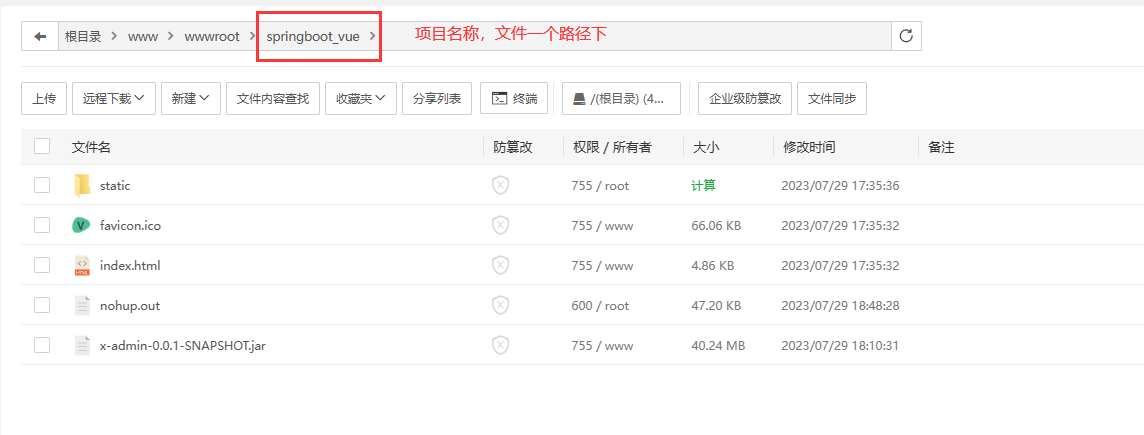 根目录 www wwwroot springboot_vue 项目名称，文件一个路径下
上传 远程下载 新建 文件内容查找 收藏夹 分享列表 终端 /(根目录) (4... 企业级防篡改 文件同步
文件名 防篡改 权限 / 所有者 大小 修改时间 备注
static 755 / root 计算 2023/07/29 17:35:36
favicon.ico 755 / www 66.06 KB 2023/07/29 17:35:32
index.html 755 / www 4.86 KB 2023/07/29 17:35:32
nohup.out 600 / root 47.20 KB 2023/07/29 18:48:28
x-admin-0.0.1-SNAPSHOT.jar 755 / www 40.24 MB 2023/07/29 18:10:31